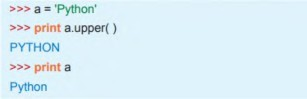 >>> a = 'Python'
>>> print a.upper( )
PYTHON
>>> print a
Python